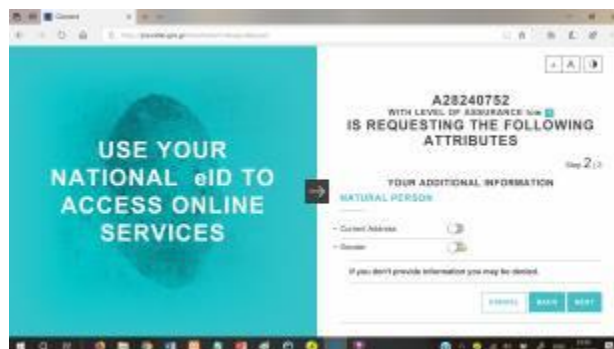 Consent
USE YOUR
NATIONAL eID TO
ACCESS ONLINE
SERVICES
A
A28240752
WITH LEVEL OF ASSURANCE low
IS REQUESTING THE FOLLOWING
ATTRIBUTES
Step 2
YOUR ADDITIONAL INFORMATION
NATURAL PERSON
Current Address
Gender
If you don't provide information you may be denied.
CANCEL BACK NEXT